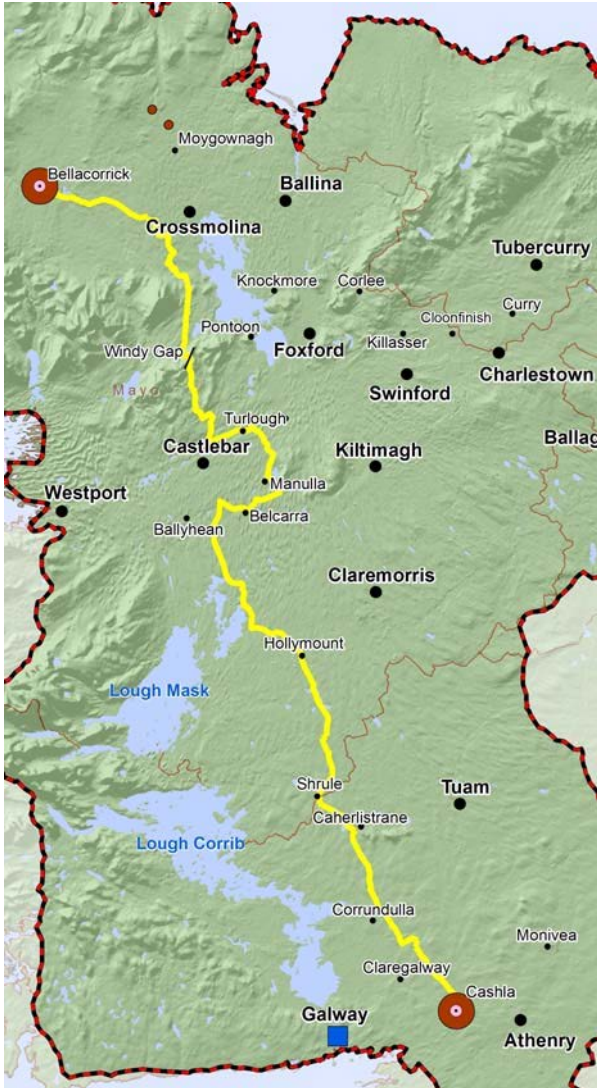 Moygownagh
Bellacorrick
Ballina
Crossmolina
Tubercurry
Knockmore
Corlee
Curry
Cloonfinish
Pontoon
Killasser
Foxford
Windy Gap
Charlestown
Swinford
Mayo
Turlough
Castlebar
Kiltimagh
Ballag
Manulla
Westport
Belcarra
Ballyhean
Claremorris
Hollymount
Lough Mask
Shrule
Tuam
Caherlistrane
Lough Corrib
Corrundulla
Monivea
Claregalway
Cashla
Galway
Athenry